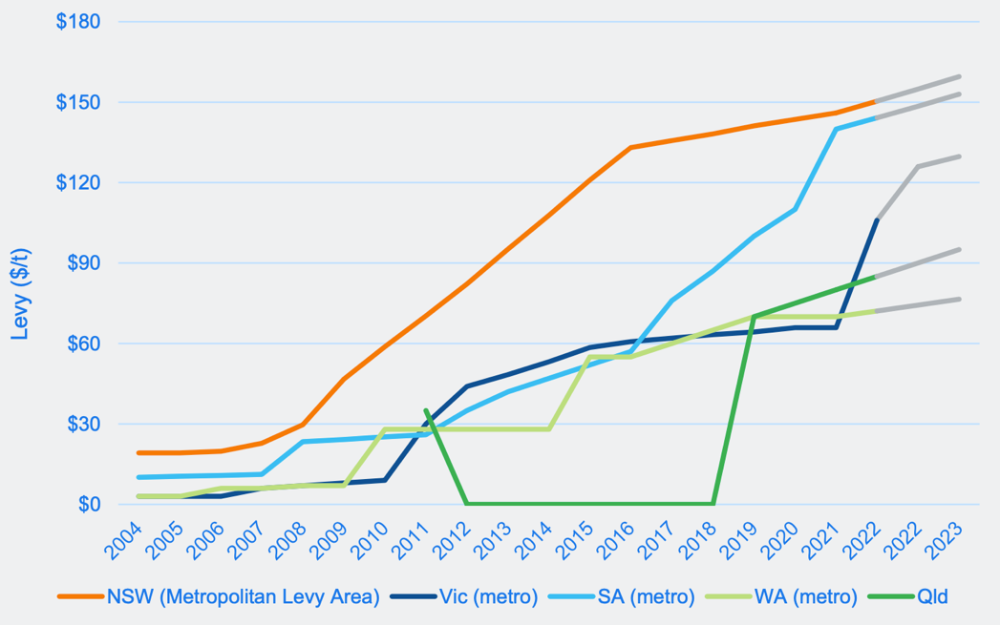 $180
$150
$120
$90
$60
$30
$0
Levy ($/t)
2004 2005 2006 2007 2008 2009 2010 2011 2012 2013 2014 2015 2016 2017 2018 2019 2020 2021 2022 2022 2023
NSW (Metropolitan Levy Area) Vic (metro) SA (metro) WA (metro) Qld